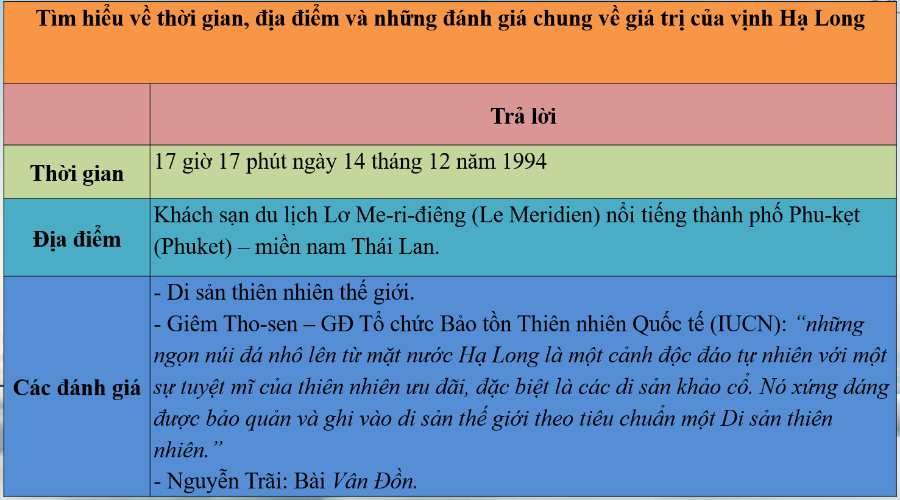 Tìm hiểu về thời gian, địa điểm và những đánh giá chung về giá trị của vịnh Hạ Long
Trả lời
Thời gian
17 giờ 17 phút ngày 14 tháng 12 năm 1994
Địa điểm
Khách sạn du lịch Lơ Me-ri-điêng (Le Meridien) nổi tiếng thành phố Phu-kẹt
(Phuket) – miền nam Thái Lan.
Các đánh giá
- Di sản thiên nhiên thế giới.
- Giêm Tho-sen – GĐ Tổ chức Bảo tồn Thiên nhiên Quốc tế (IUCN): “những
ngọn núi đá nhô lên từ mặt nước Hạ Long là một cảnh độc đáo tự nhiên với một
sự tuyệt mĩ của thiên nhiên ưu đãi, đặc biệt là các di sản khảo cổ. Nó xứng đáng
được bảo quản và ghi vào di sản thế giới theo tiêu chuẩn một Di sản thiên
nhiên.”
- Nguyễn Trãi: Bài Vân Đồn.